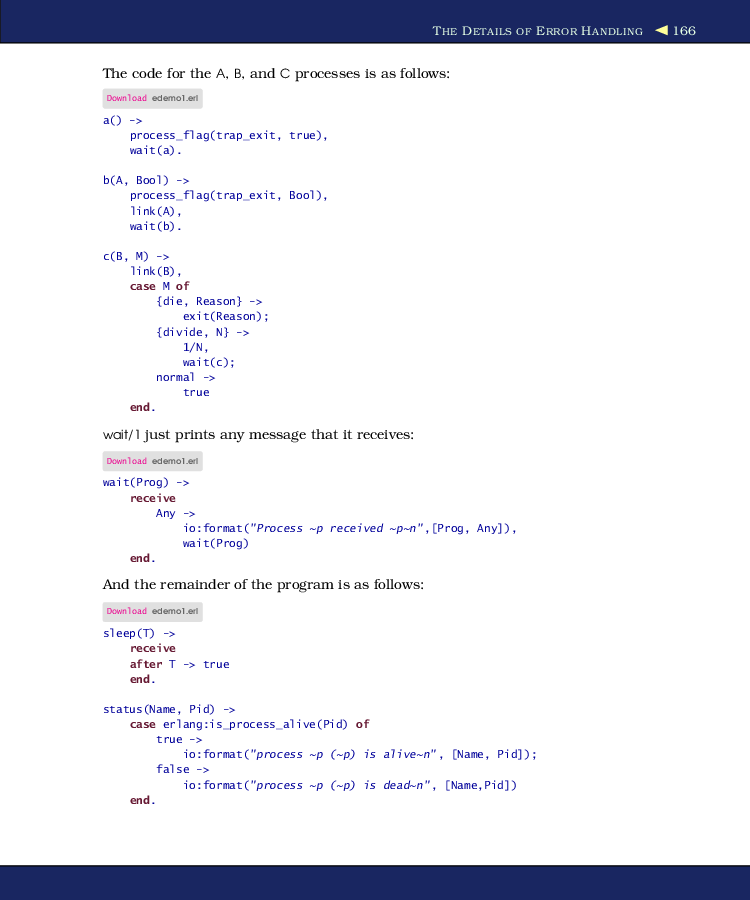 The Details of Error Handling ◀ 166
The code for the A, B, and C processes is as follows:
Download edemo1.erl
a() ->
    process_flag(trap_exit, true),
    wait(a).

b(A, Bool) ->
    process_flag(trap_exit, Bool),
    link(A),
    wait(b).

c(B, M) ->
    link(B),
    case M of
        {die, Reason} ->
            exit(Reason);
        {divide, N} ->
            1/N,
            wait(c);
        normal ->
            true
    end.
wait/1 just prints any message that it receives:
Download edemo1.erl
wait(Prog) ->
    receive
        Any ->
            io:format("Process ~p received ~p~n",[Prog, Any]),
            wait(Prog)
    end.
And the remainder of the program is as follows:
Download edemo1.erl
sleep(T) ->
    receive
    after T -> true
    end.

status(Name, Pid) ->
    case erlang:is_process_alive(Pid) of
        true ->
            io:format("process ~p (~p) is alive~n", [Name, Pid]);
        false ->
            io:format("process ~p (~p) is dead~n", [Name,Pid])
    end.